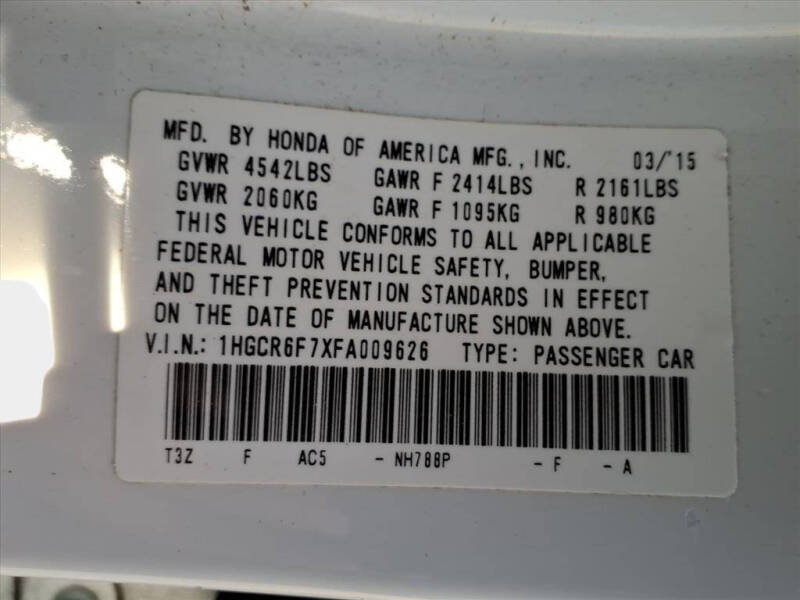 MFD. BY HONDA OF AMERICA MFG., INC. 03/'15
GVWR 4542LBS GAWR F 2414LBS R 2161LBS
GVWR 2060KG GAWR F 1095KG R 980KG
THIS VEHICLE CONFORMS TO ALL APPLICABLE
FEDERAL MOTOR VEHICLE SAFETY, BUMPER,
AND THEFT PREVENTION STANDARDS IN EFFECT
ON THE DATE OF MANUFACTURE SHOWN ABOVE.
V.I.N.: 1HGCR6F7XFA009626 TYPE: PASSENGER CAR
T3Z F AC5 - NH788P - F - A